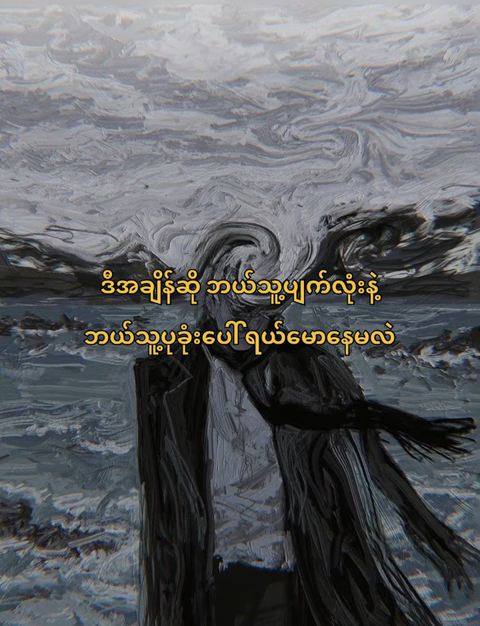 ဒီအချိန်ဆို ဘယ်သူ့ပျက်လုံးနဲ့
ဘယ်သူ့ပုခုံးပေါ် ရယ်မောနေမလဲ